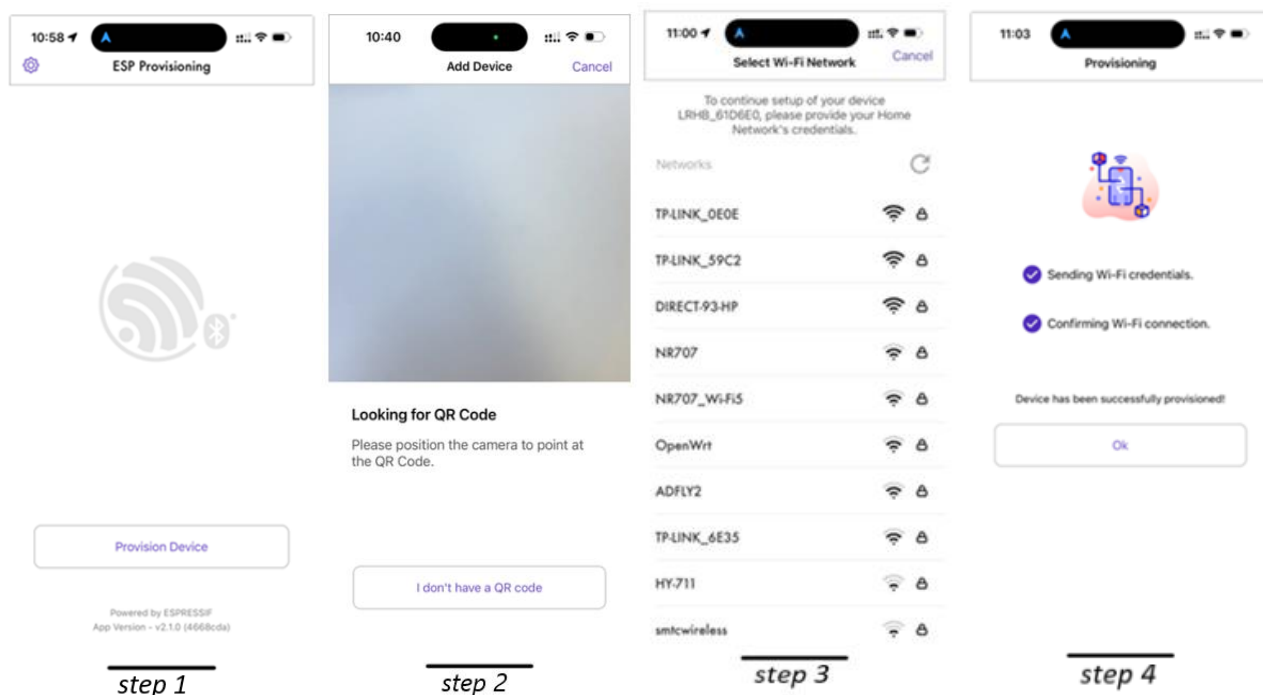 10:58
ESP Provisioning
Provision Device
Powered by ESPRESSIF
App Version - v2.1.0 (4668cda)
step 1
10:40
Add Device
Cancel
Looking for QR Code
Please position the camera to point at
the QR Code.
I don't have a QR code
step 2
11:00
Select Wi-Fi Network
Cancel
To continue setup of your device
LRHB_61D6E0, please provide your Home
Network's credentials.
Networks
TP-LINK_0E0E
TP-LINK_59C2
DIRECT-93-HP
NR707
NR707_Wi-Fi5
OpenWrt
ADFLY2
TP-LINK_6E35
HY-711
smtcwireless
step 3
11:03
Provisioning
Sending Wi-Fi credentials.
Confirming Wi-Fi connection.
Device has been successfully provisioned!
Ok
step 4